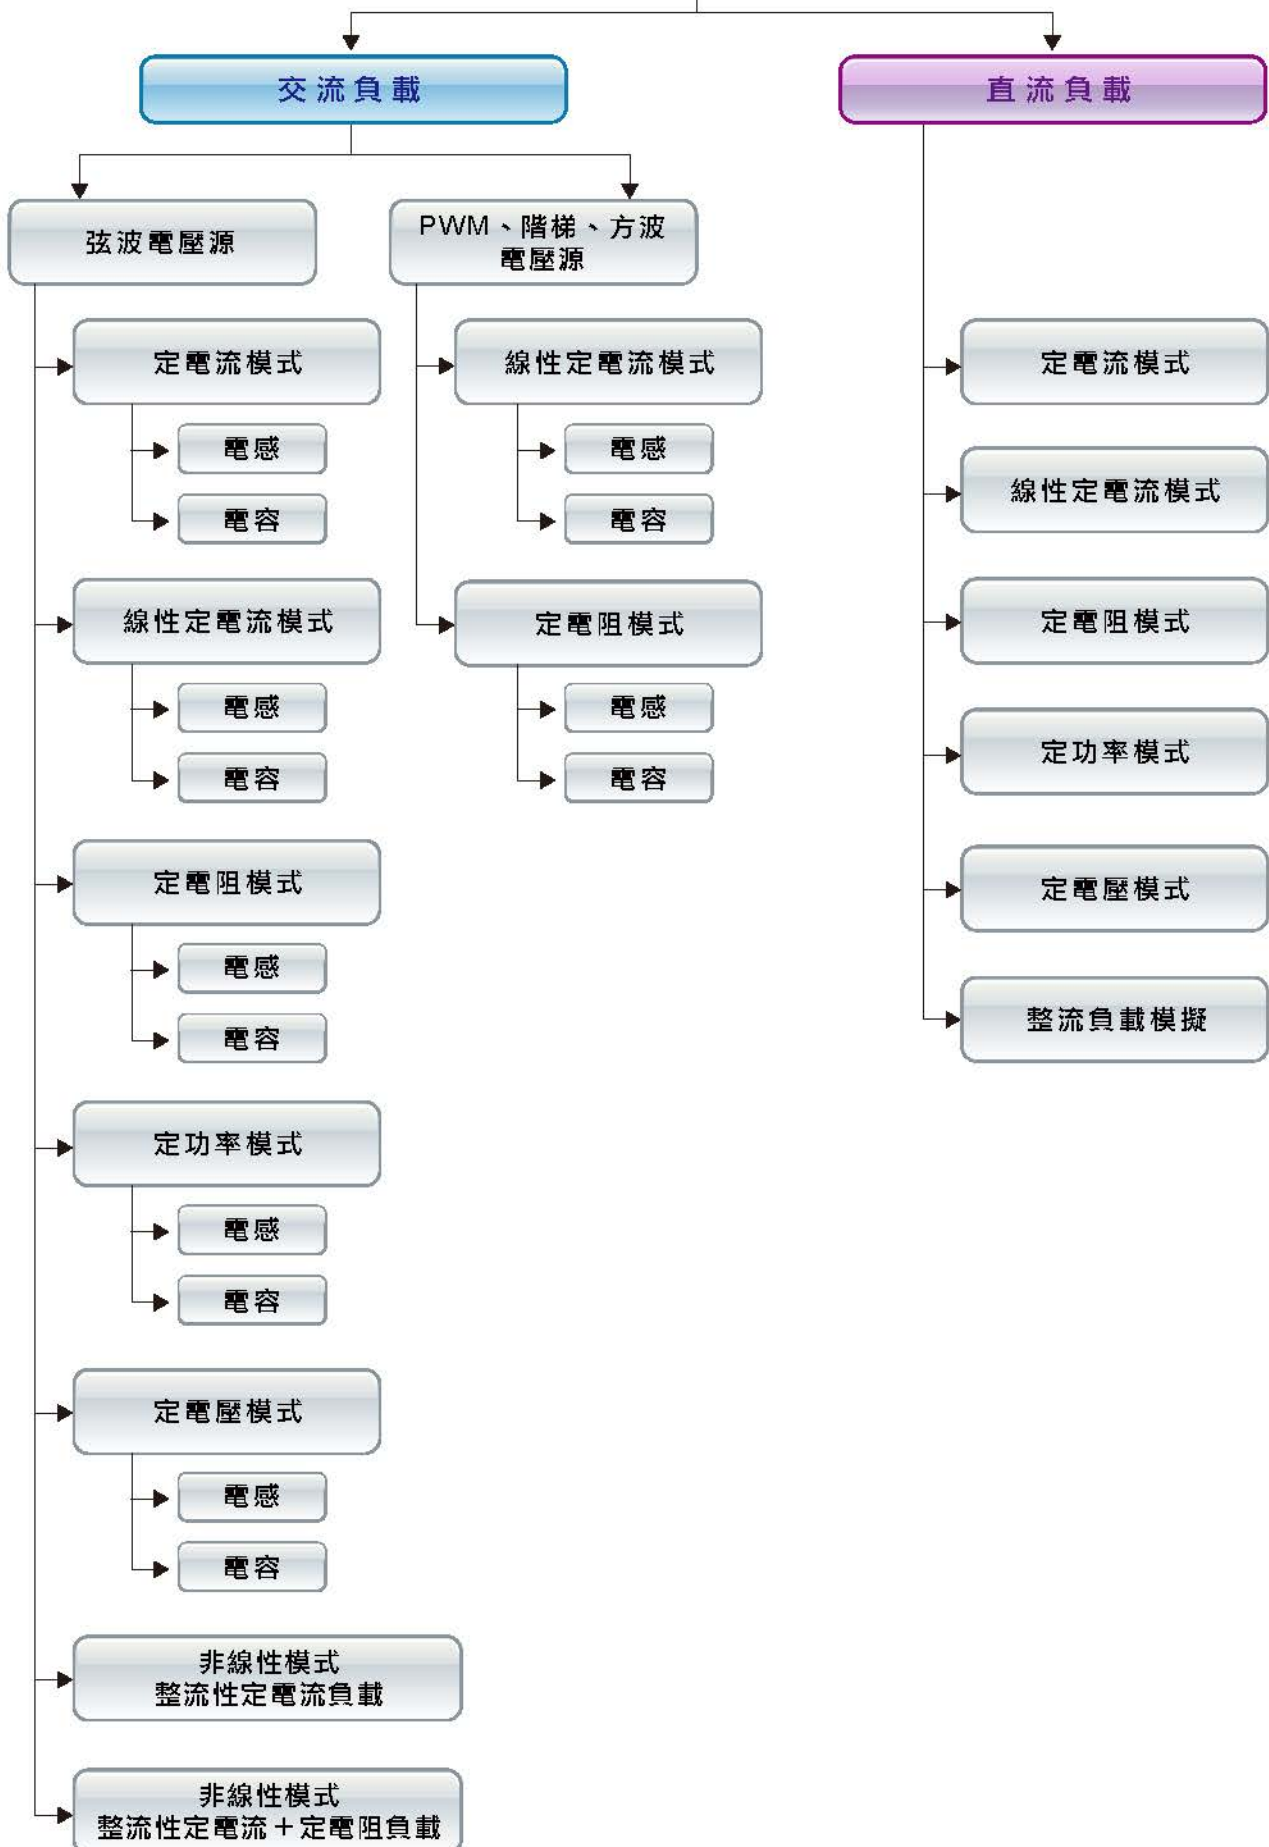 交流負載
直流負載
弦波電壓源
PWM、階梯、方波
電壓源
定電流模式
電感
電容
線性定電流模式
電感
電容
定電阻模式
電感
電容
定功率模式
電感
電容
定電壓模式
電感
電容
非線性模式
整流性定電流負載
非線性模式
整流性定電流＋定電阻負載
線性定電流模式
電感
電容
定電阻模式
電感
電容
定電流模式
線性定電流模式
定電阻模式
定功率模式
定電壓模式
整流負載模擬